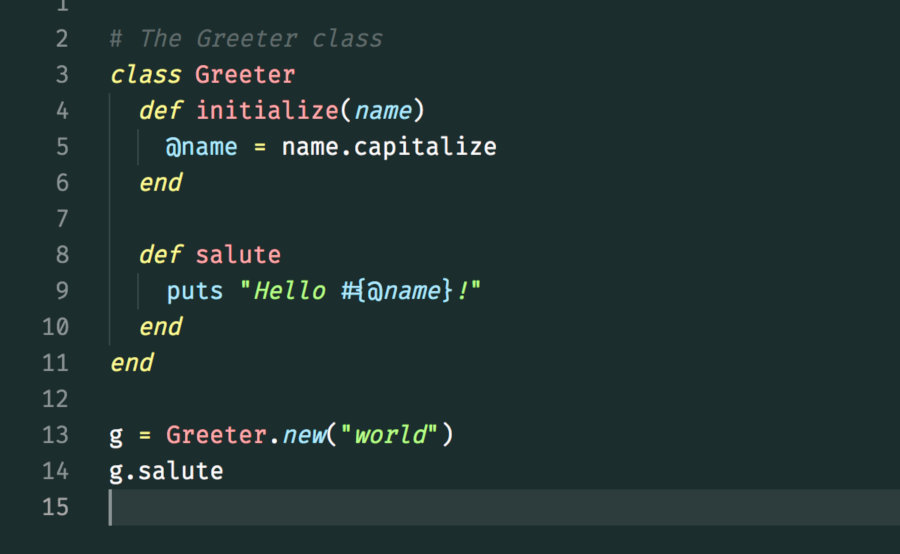 1
2 # The Greeter class
3 class Greeter
4   def initialize(name)
5     @name = name.capitalize
6   end
7
8   def salute
9     puts "Hello #{@name}!"
10   end
11 end
12
13 g = Greeter.new("world")
14 g.salute
15